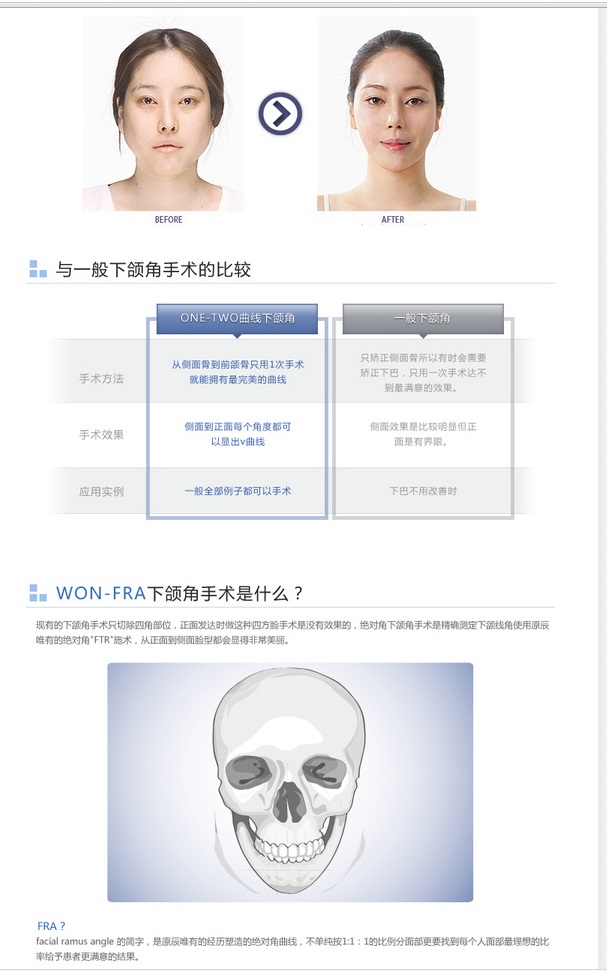 BEFORE
AFTER
与一般下颌角手术的比较
ONE-TWO曲线下颌角
一般下颌角
手术方法
从侧面骨到前颌骨只用1次手术
就能拥有最完美的曲线
只矫正侧面骨所以有时会需要
矫正下巴，只用一次手术达不
到最满意的效果。
手术效果
侧面到正面每个角度都可
以显出v曲线
侧面效果是比较明显但正
面是有界限。
应用实例
一般全部例子都可以手术
下巴不用改善时
WON-FRA下颌角手术是什么？
现有的下颌角手术只切除四角部位，正面发达时做这种四方脸手术是没有效果的，绝对角下颌角手术是精确测定下颌线角使用原辰
唯有的绝对角"FTR"施术，从正面到侧面脸型都会显得非常美丽。
FRA？
facial ramus angle 的简字，是原辰唯有的经历塑造的绝对角曲线，不单纯按1:1：1的比例分面部更要找到每个人面部最理想的比
率给予患者更满意的结果。